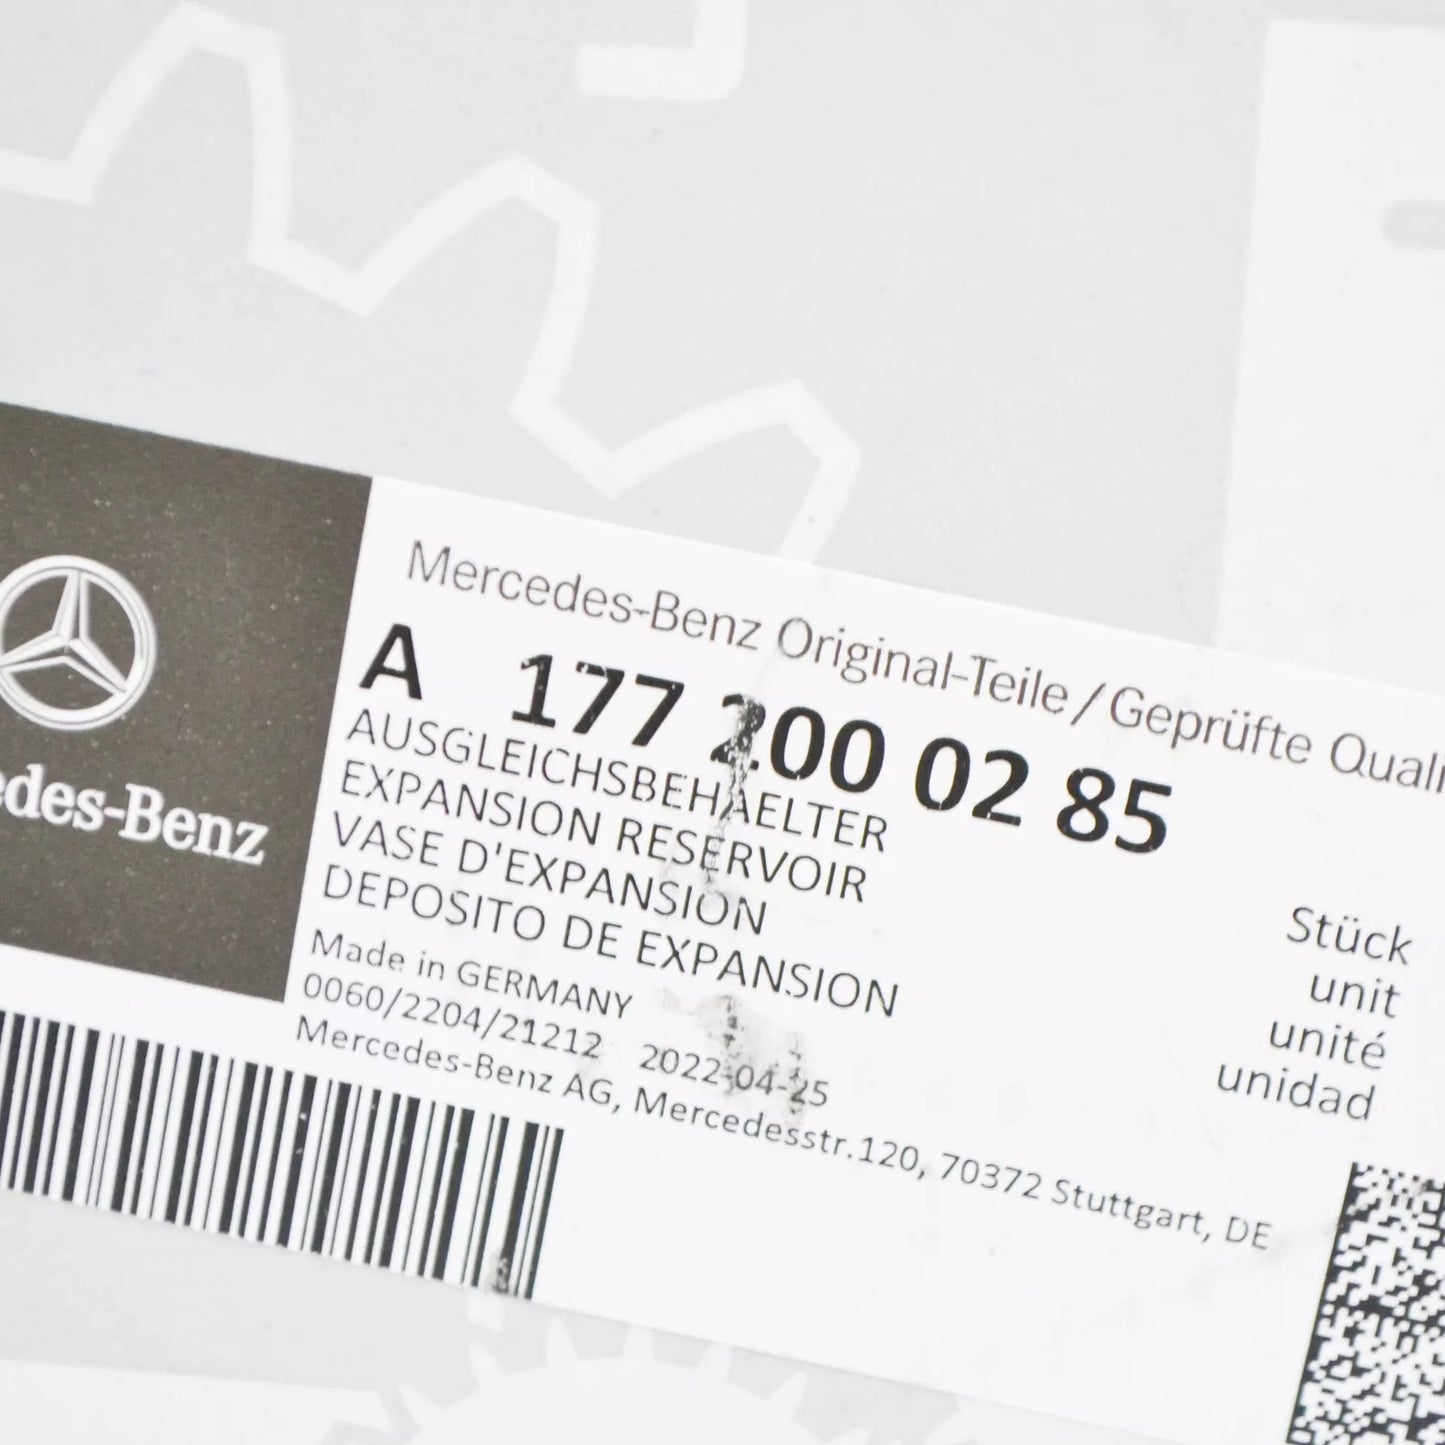 Mercedes-Benz Original-Teile / Geprüfte Quali
A 177 200 02 85
AUSGLEICHSBEHAELTER
EXPANSION RESERVOIR
VASE D'EXPANSION
DEPOSITO DE EXPANSION
Made in GERMANY
0060/2204/21212 2022-04-25
Mercedes-Benz AG, Mercedesstr.120, 70372 Stuttgart, DE
Stück
unit
unité
unidad
edes-Benz